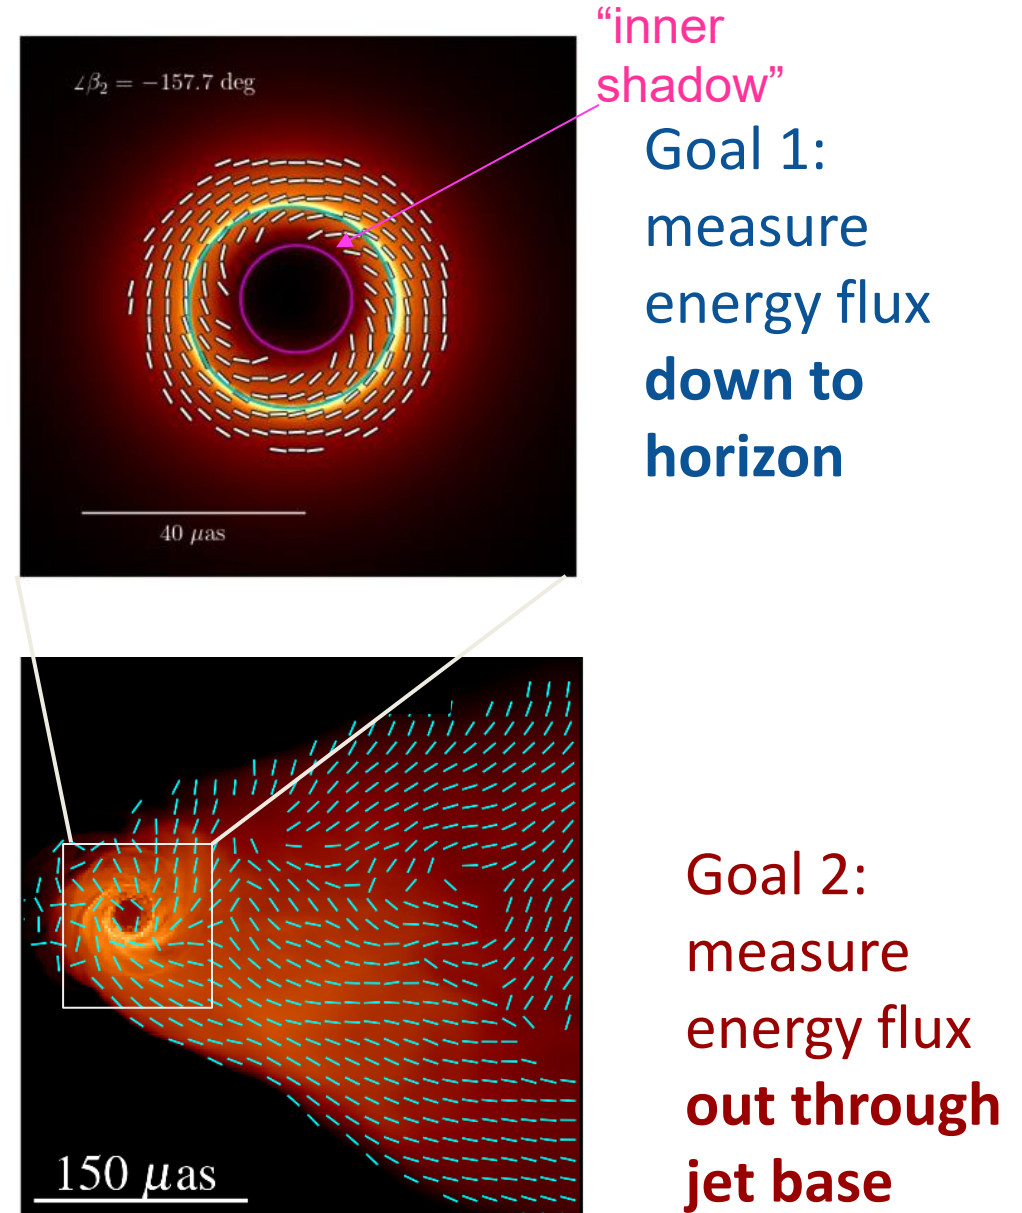 “inner
shadow”
∠β₂ = −157.7 deg
Goal 1:
measure
energy flux
down to
horizon
40 μas
Goal 2:
measure
energy flux
out through
jet base
150 μas